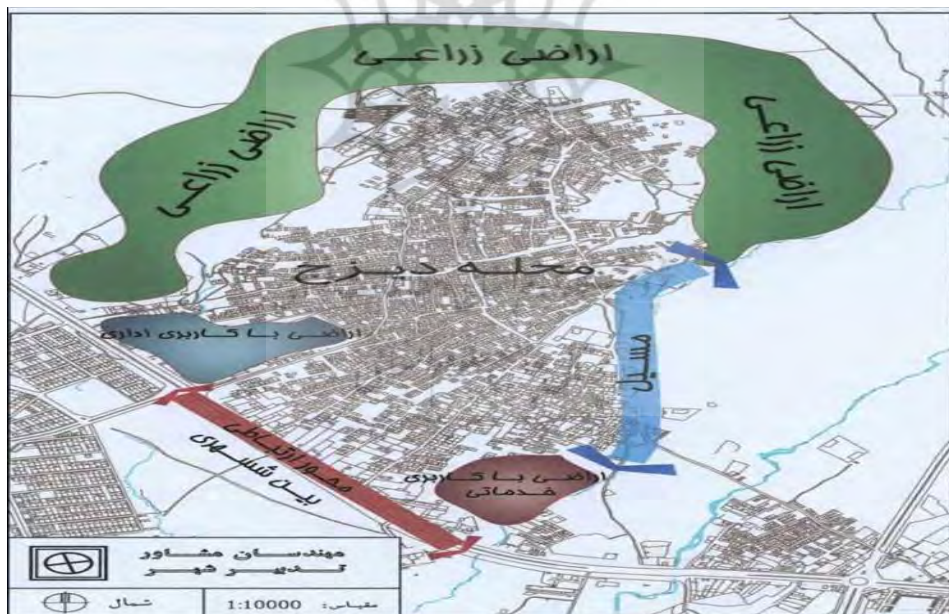 اراضی زراعی
اراضی زراعی
اراضی زراعی
محله دیزج
اراضی با کاربری اداری
مسیل
محور ارتباطی
بین شهری
اراضی با کاربری
خدماتی
مهندسان مشاور
تدبیر شهر
شمال
مقیاس: 1:10000